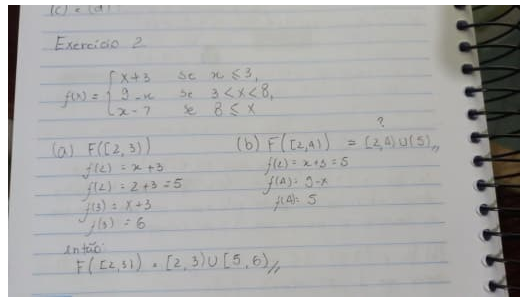 (c) e (d)
Exercicio 2
f(x) = { x+3 se x ≤ 3,
9-x se 3 < x < 8,
x-7 se 8 ≤ x
?
(a) F([2,3)) (b) F([2,4) = [2,4) ∪ (5)
f(2) = x+3 f(2) = x+3 = 5
f(2) = 2+3 = 5 f(4) = 9-x
f(3) = x+3 f(4) = 5
f(3) = 6
então:
F([2,3) = [2,3) ∪ [5,6)